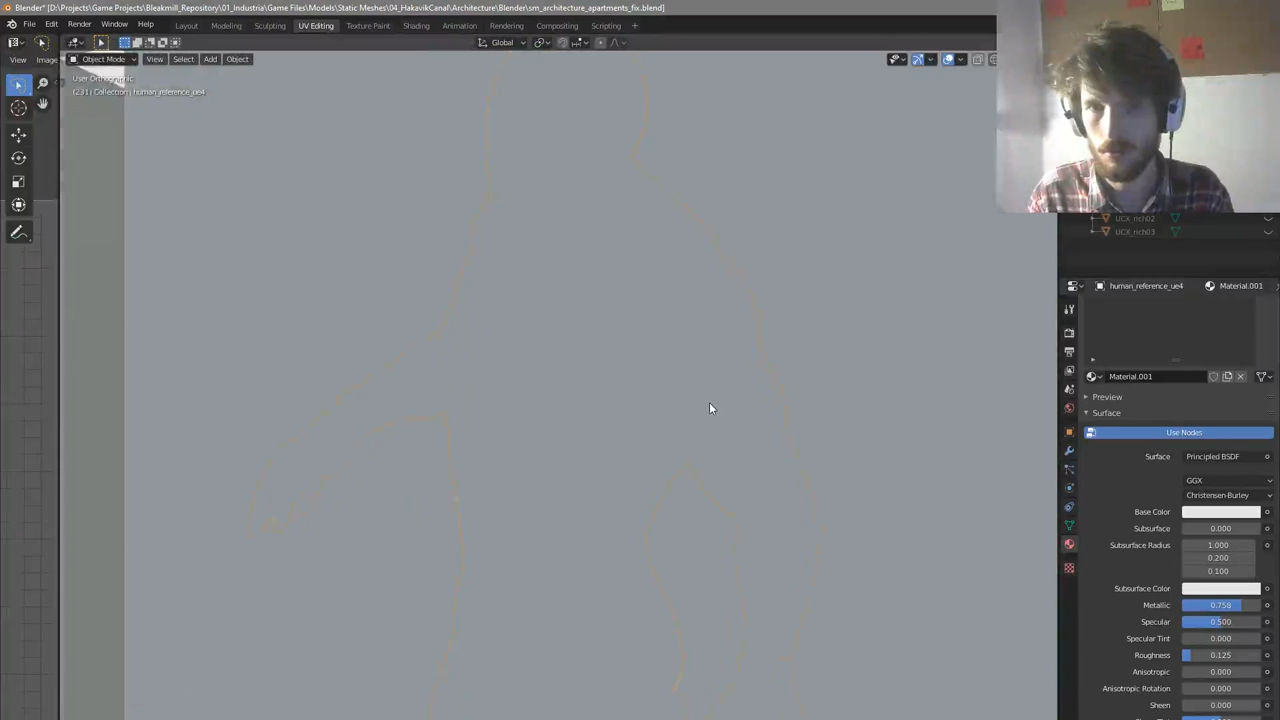 Blender* [D:\Projects\Game Projects\Bleakmill_Repository\01_Industria\Game Files\Models\Static Meshes\04_HakavikCanal\Architecture\Blender\sm_architecture_apartments_fix.blend]
File Edit Render Window Help Layout Modeling Sculpting UV Editing Texture Paint Shading Animation Rendering Compositing Scripting
Global
Object Mode View Select Add Object
View Image
User Orthographic
(231) Collection | human_reference_ue4
UCX_rich02
UCX_rich03
human_reference_ue4 Material.001
Material.001
Preview
Surface
Use Nodes
Surface Principled BSDF
GGX
Christensen-Burley
Base Color
Subsurface 0.000
Subsurface Radius 1.000
0.200
0.100
Subsurface Color
Metallic 0.758
Specular 0.500
Specular Tint 0.000
Roughness 0.125
Anisotropic 0.000
Anisotropic Rotation 0.000
Sheen 0.000